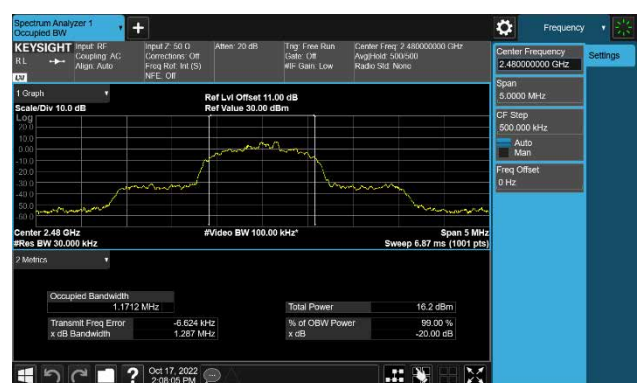 Spectrum Analyzer 1
Occupied BW
+
Frequency
KEYSIGHT
RL
Input: RF
Coupling: AC
Align: Auto
Input Z: 50 Ω
Corrections: Off
Freq Ref: Int (S)
NFE: Off
Atten: 20 dB
Trig: Free Run
Gate: Off
#IF Gain: Low
Center Freq: 2.480000000 GHz
Avg|Hold: 500/500
Radio Std: None
Center Frequency
2.480000000 GHz
Settings
Span
5.0000 MHz
CF Step
500.000 kHz
Auto
Man
Freq Offset
0 Hz
1 Graph
Scale/Div 10.0 dB
Ref Lvl Offset 11.00 dB
Ref Value 30.00 dBm
Log
20.0
10.0
0.00
-10.0
-20.0
-30.0
-40.0
-50.0
-60.0
Center 2.48 GHz
#Res BW 30.000 kHz
#Video BW 100.00 kHz*
Span 5 MHz
Sweep 6.87 ms (1001 pts)
2 Metrics
Occupied Bandwidth
1.1712 MHz
Total Power 16.2 dBm
Transmit Freq Error -6.624 kHz
% of OBW Power 99.00 %
x dB Bandwidth 1.287 MHz
x dB -20.00 dB
?
Oct 17, 2022
2:08:05 PM